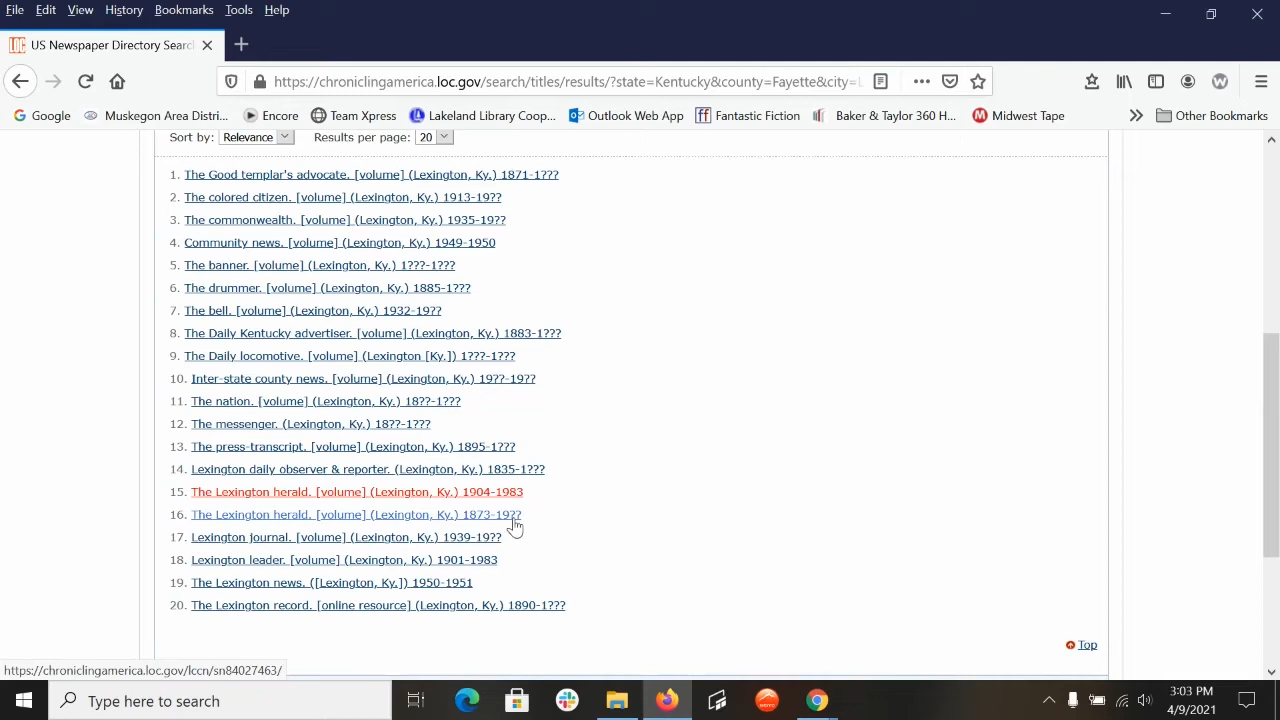 File Edit View History Bookmarks Tools Help
US Newspaper Directory Searc
https://chroniclingamerica.loc.gov/search/titles/results/?state=Kentucky&county=Fayette&city=L
Google Muskegon Area Distri... Encore Team Xpress Lakeland Library Coop... Outlook Web App Fantastic Fiction Baker & Taylor 360 H... Midwest Tape Other Bookmarks
Sort by: Relevance Results per page: 20
1. The Good templar's advocate. [volume] (Lexington, Ky.) 1871-1???
2. The colored citizen. [volume] (Lexington, Ky.) 1913-19??
3. The commonwealth. [volume] (Lexington, Ky.) 1935-19??
4. Community news. [volume] (Lexington, Ky.) 1949-1950
5. The banner. [volume] (Lexington, Ky.) 1???-1???
6. The drummer. [volume] (Lexington, Ky.) 1885-1???
7. The bell. [volume] (Lexington, Ky.) 1932-19??
8. The Daily Kentucky advertiser. [volume] (Lexington, Ky.) 1883-1???
9. The Daily locomotive. [volume] (Lexington [Ky.]) 1???-1???
10. Inter-state county news. [volume] (Lexington, Ky.) 19??-19??
11. The nation. [volume] (Lexington, Ky.) 18??-1???
12. The messenger. (Lexington, Ky.) 18??-1???
13. The press-transcript. [volume] (Lexington, Ky.) 1895-1???
14. Lexington daily observer & reporter. (Lexington, Ky.) 1835-1???
15. The Lexington herald. [volume] (Lexington, Ky.) 1904-1983
16. The Lexington herald. [volume] (Lexington, Ky.) 1873-19??
17. Lexington journal. [volume] (Lexington, Ky.) 1939-19??
18. Lexington leader. [volume] (Lexington, Ky.) 1901-1983
19. The Lexington news. ([Lexington, Ky.]) 1950-1951
20. The Lexington record. [online resource] (Lexington, Ky.) 1890-1???
Top
https://chroniclingamerica.loc.gov/lccn/sn84027463/
Type here to search
3:03 PM
4/9/2021